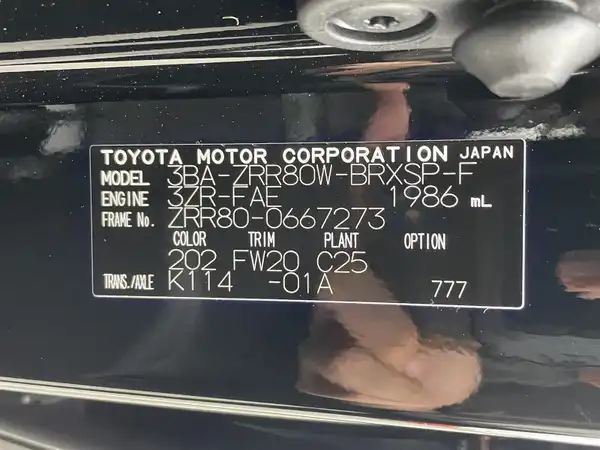 TOYOTA MOTOR CORPORATION JAPAN
MODEL 3BA-ZRR80W-BRXSP-F
ENGINE 3ZR-FAE 1986 mL
FRAME No. ZRR80-0667273
COLOR TRIM PLANT OPTION
202 FW20 C25
TRANS./AXLE K114 -01A 777